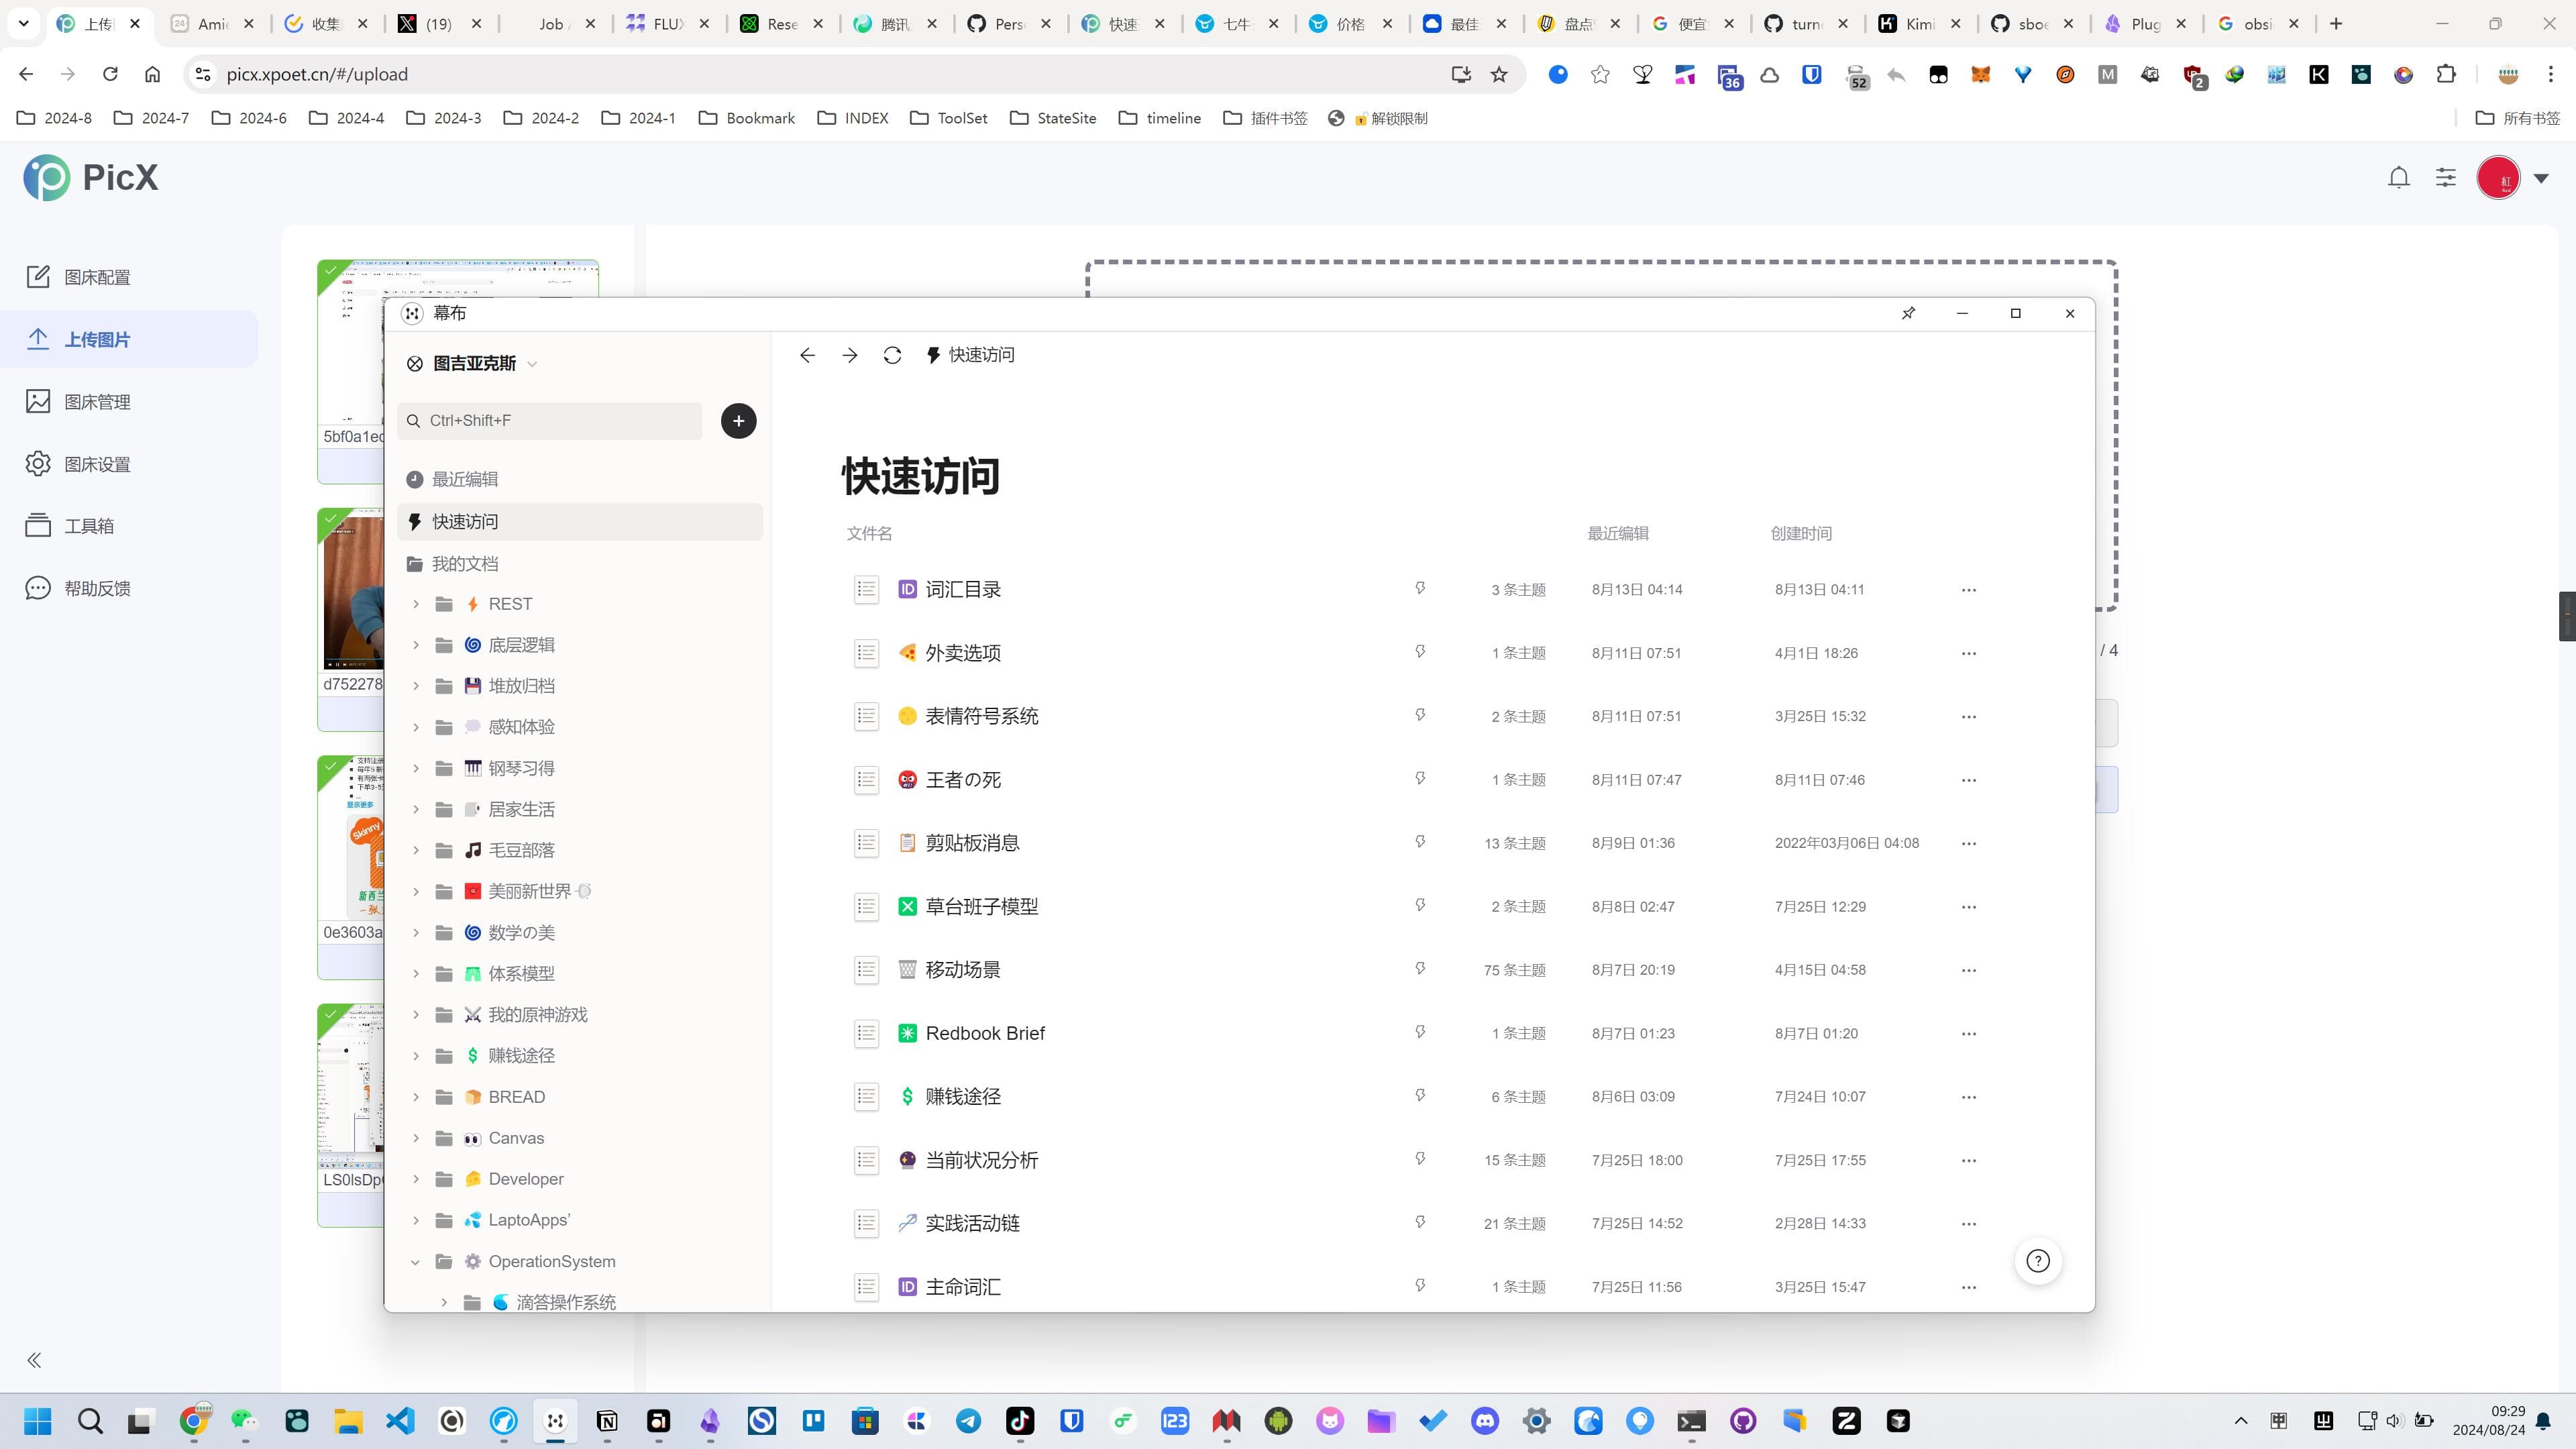 上传
Amie
收集
(19)
Job
FLUX
Rese
腾讯
Pers
快速
七牛
价格
最佳
盘点
便宜
turn
Kimi
sboe
Plug
obsi
picx.xpoet.cn/#/upload
36
52
2
2024-8
2024-7
2024-6
2024-4
2024-3
2024-2
2024-1
Bookmark
INDEX
ToolSet
StateSite
timeline
插件书签
解锁限制
所有书签
PicX
图床配置
上传图片
图床管理
图床设置
工具箱
帮助反馈
5bf0a1ec
d752278
0e3603a
/ 4
幕布
图吉亚克斯
Ctrl+Shift+F
最近编辑
快速访问
我的文档
REST
底层逻辑
堆放归档
感知体验
钢琴习得
居家生活
毛豆部落
美丽新世界
数学の美
体系模型
我的原神游戏
赚钱途径
BREAD
Canvas
Developer
LaptoApps’
OperationSystem
滴答操作系统
快速访问
快速访问
文件名 最近编辑 创建时间
词汇目录 3 条主题 8月13日 04:14 8月13日 04:11
外卖选项 1 条主题 8月11日 07:51 4月1日 18:26
表情符号系统 2 条主题 8月11日 07:51 3月25日 15:32
王者の死 1 条主题 8月11日 07:47 8月11日 07:46
剪贴板消息 13 条主题 8月9日 01:36 2022年03月06日 04:08
草台班子模型 2 条主题 8月8日 02:47 7月25日 12:29
移动场景 75 条主题 8月7日 20:19 4月15日 04:58
Redbook Brief 1 条主题 8月7日 01:23 8月7日 01:20
赚钱途径 6 条主题 8月6日 03:09 7月24日 10:07
当前状况分析 15 条主题 7月25日 18:00 7月25日 17:55
实践活动链 21 条主题 7月25日 14:52 2月28日 14:33
主命词汇 1 条主题 7月25日 11:56 3月25日 15:47
09:29
2024/08/24